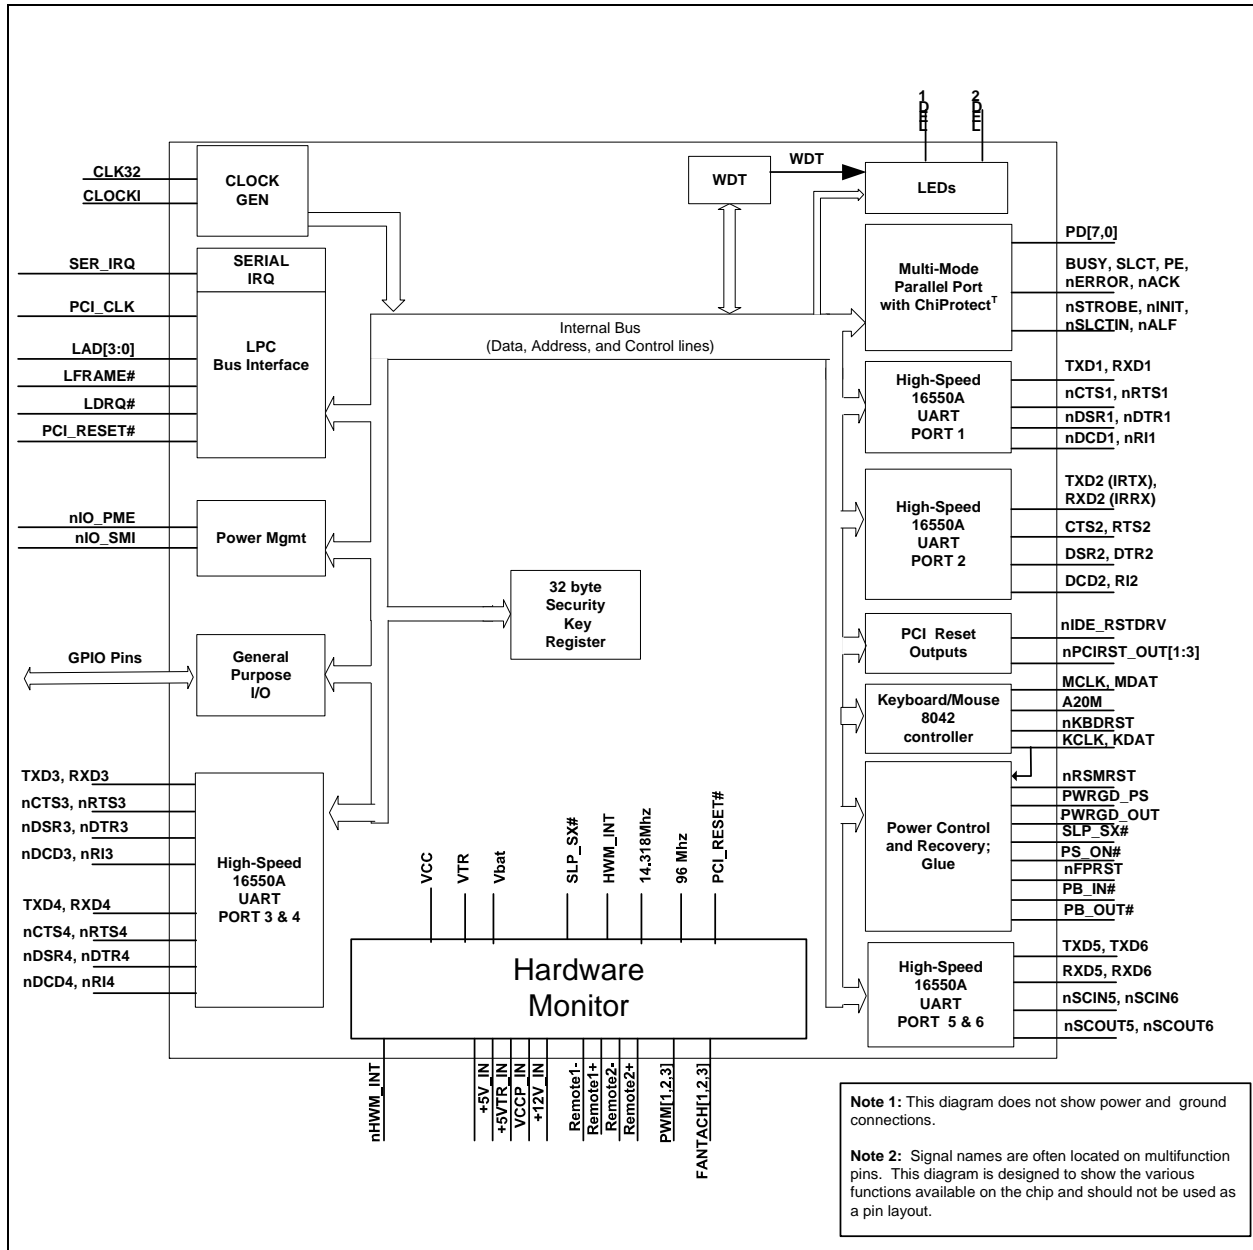 LED1
LED2
CLK32
CLOCKI
CLOCK
GEN
WDT
WDT
LEDs
SER_IRQ
SERIAL
IRQ
PCI_CLK
LAD[3:0]
LFRAME#
LDRQ#
PCI_RESET#
LPC
Bus Interface
Internal Bus
(Data, Address, and Control lines)
Multi-Mode
Parallel Port
with ChiProtectT
PD[7,0]
BUSY, SLCT, PE,
nERROR, nACK
nSTROBE, nINIT,
nSLCTIN, nALF
High-Speed
16550A
UART
PORT 1
TXD1, RXD1
nCTS1, nRTS1
nDSR1, nDTR1
nDCD1, nRI1
nIO_PME
nIO_SMI
Power Mgmt
High-Speed
16550A
UART
PORT 2
TXD2 (IRTX),
RXD2 (IRRX)
CTS2, RTS2
DSR2, DTR2
DCD2, RI2
32 byte
Security
Key
Register
GPIO Pins
General
Purpose
I/O
PCI Reset
Outputs
nIDE_RSTDRV
nPCIRST_OUT[1:3]
Keyboard/Mouse
8042
controller
MCLK, MDAT
A20M
nKBDRST
KCLK, KDAT
Power Control
and Recovery;
Glue
nRSMRST
PWRGD_PS
PWRGD_OUT
SLP_SX#
PS_ON#
nFPRST
PB_IN#
PB_OUT#
TXD3, RXD3
nCTS3, nRTS3
nDSR3, nDTR3
nDCD3, nRI3
TXD4, RXD4
nCTS4, nRTS4
nDSR4, nDTR4
nDCD4, nRI4
High-Speed
16550A
UART
PORT 3 & 4
VCC
VTR
Vbat
SLP_SX#
HWM_INT
14.318Mhz
96 Mhz
PCI_RESET#
Hardware
Monitor
High-Speed
16550A
UART
PORT 5 & 6
TXD5, TXD6
RXD5, RXD6
nSCIN5, nSCIN6
nSCOUT5, nSCOUT6
nHWM_INT
+5V_IN
+5VTR_IN
VCCP_IN
+12V_IN
Remote1-
Remote1+
Remote2-
Remote2+
PWM[1,2,3]
FANTACH[1,2,3]
Note 1: This diagram does not show power and ground
connections.
Note 2: Signal names are often located on multifunction
pins. This diagram is designed to show the various
functions available on the chip and should not be used as
a pin layout.